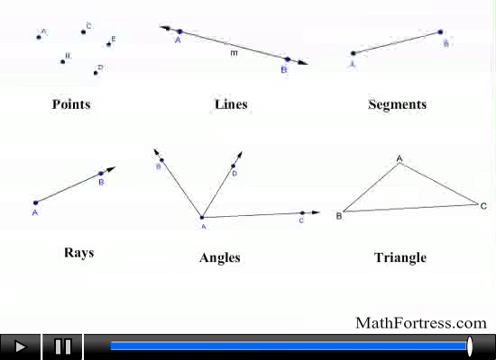 A
C
E
B
D
Points
A
m
B
Lines
A
B
Segments
A
B
Rays
B
D
A
C
Angles
A
B
C
Triangle
MathFortress.com